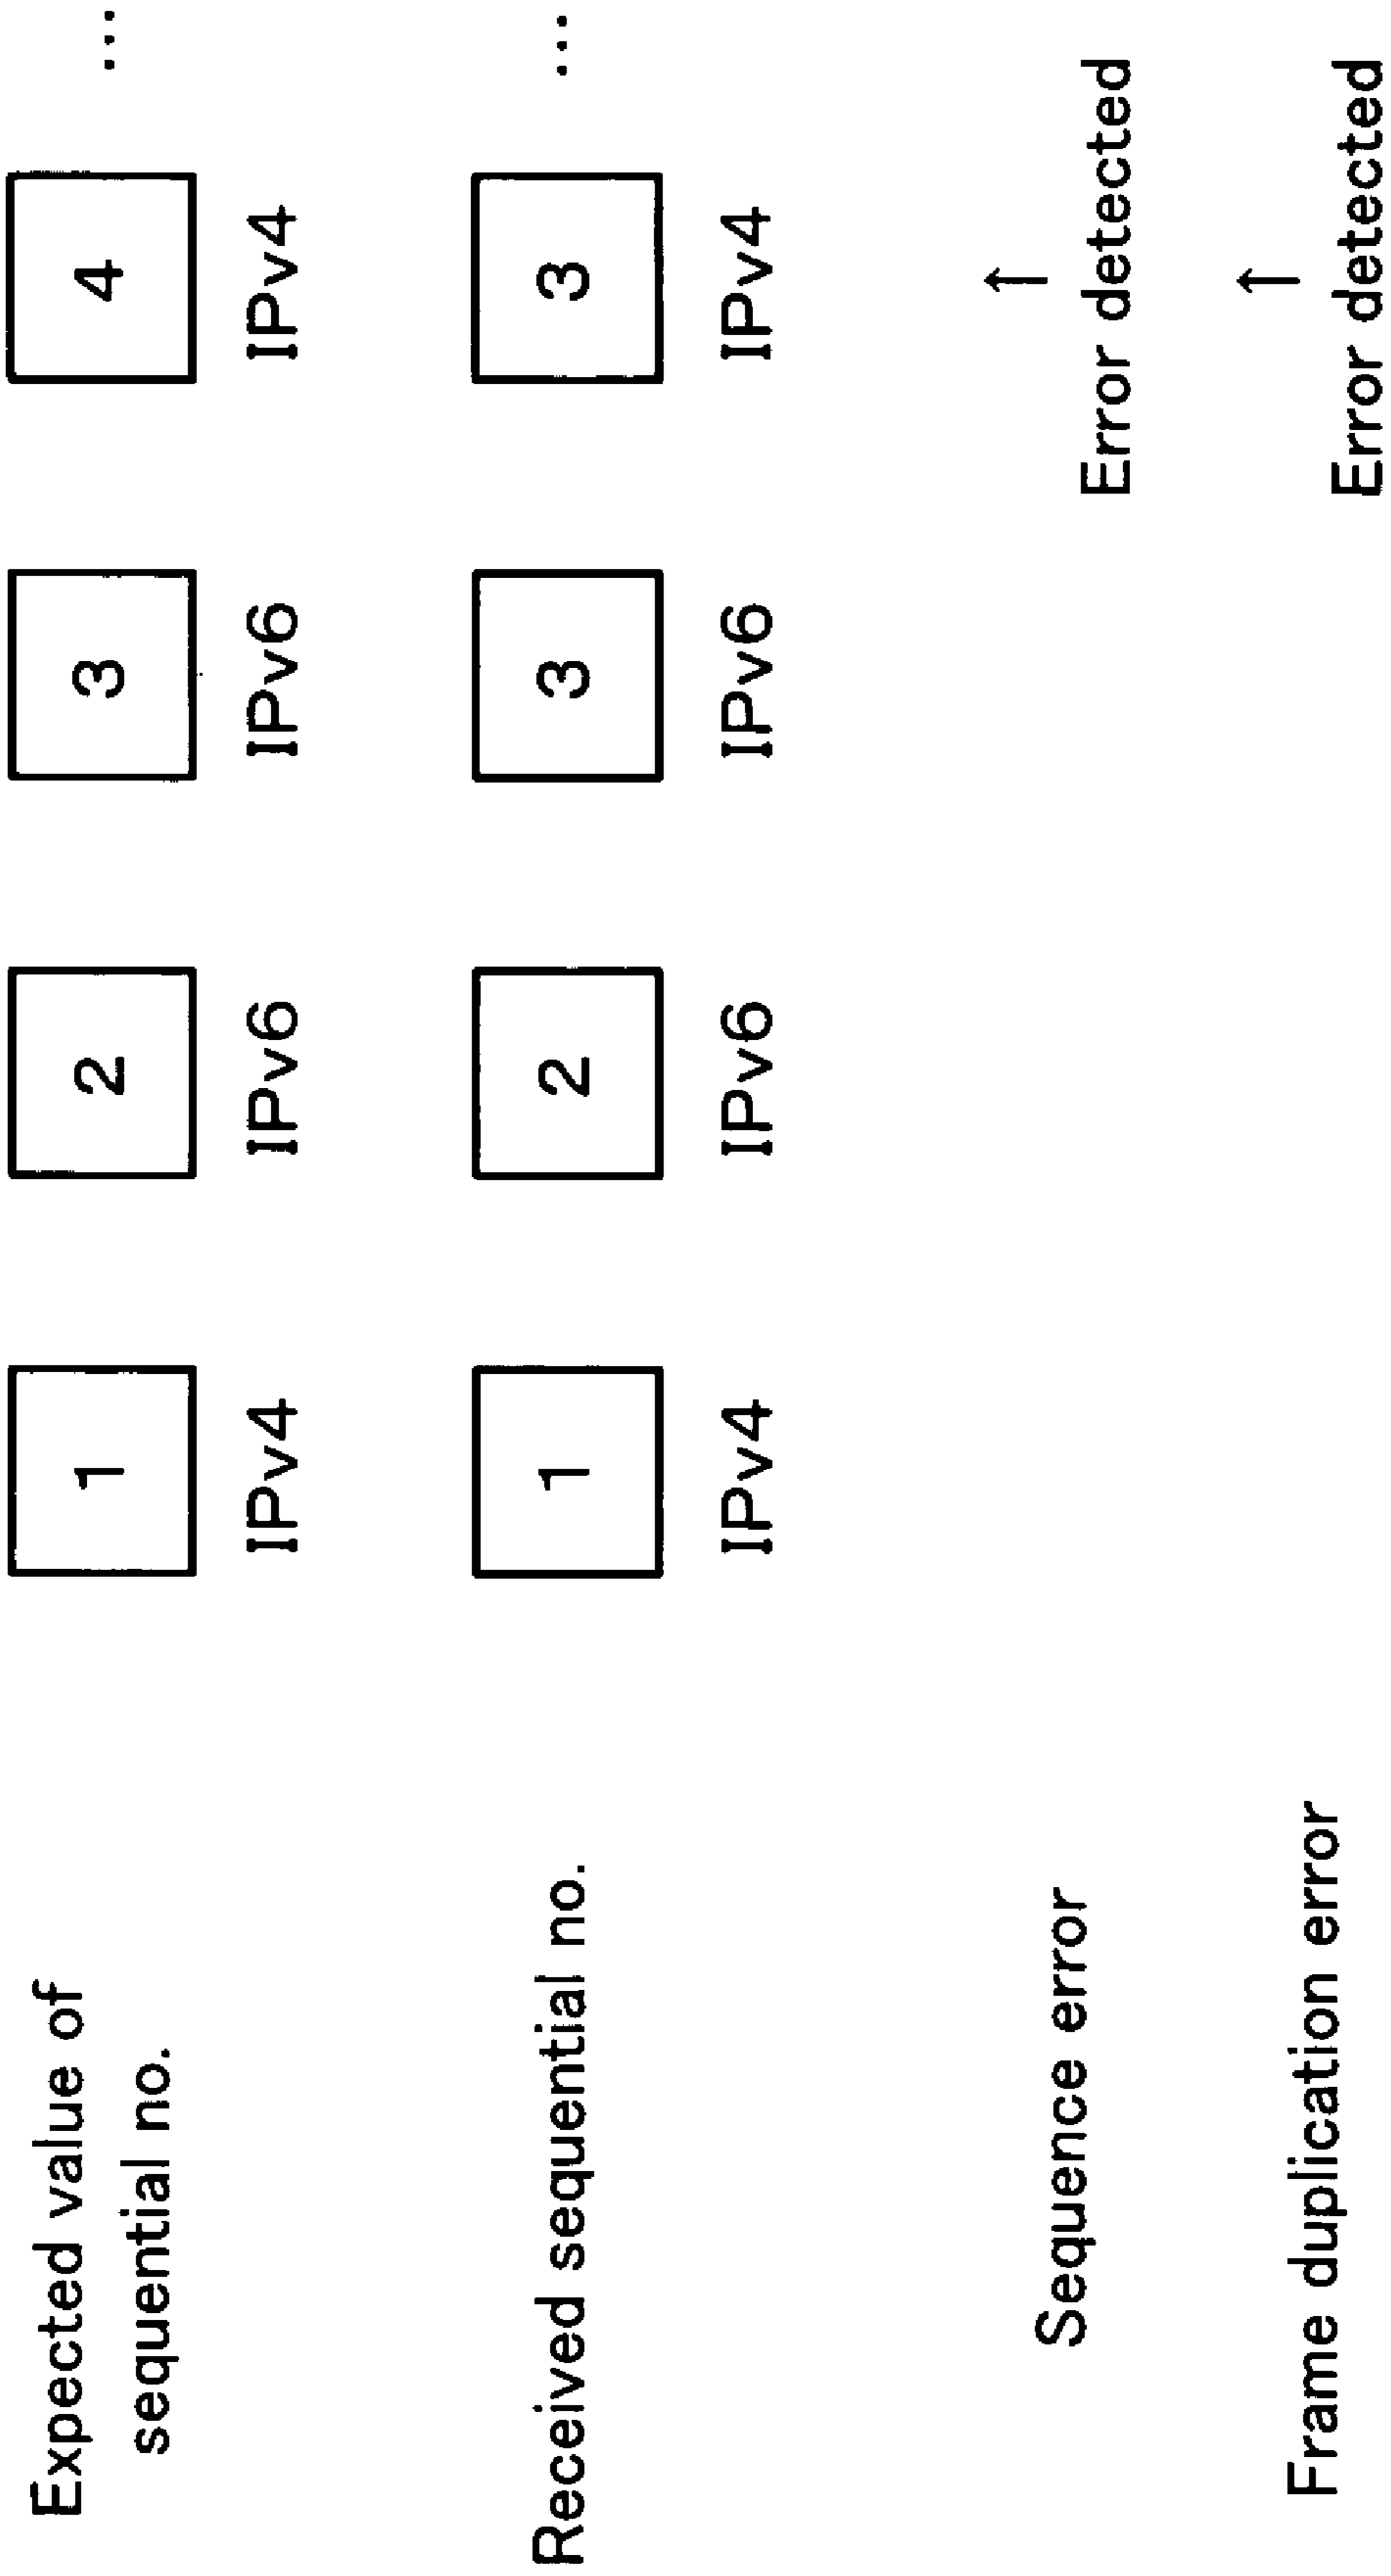 Expected value of
sequential no.
1 2 3 4 ...
IPv4 IPv6 IPv6 IPv4
Received sequential no.
1 2 3 3 ...
IPv4 IPv6 IPv6 IPv4
Sequence error
↑
Error detected
Frame duplication error
↑
Error detected